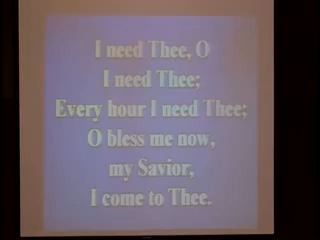 I need Thee, O
I need Thee;
Every hour I need Thee;
O bless me now,
my Savior,
I come to Thee.